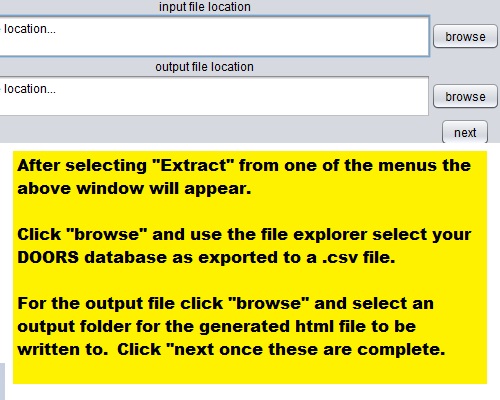 input file location
location...
browse
output file location
location...
browse
next
After selecting "Extract" from one of the menus the
above window will appear.
Click "browse" and use the file explorer select your
DOORS database as exported to a .csv file.
For the output file click "browse" and select an
output folder for the generated html file to be
written to.  Click "next once these are complete.